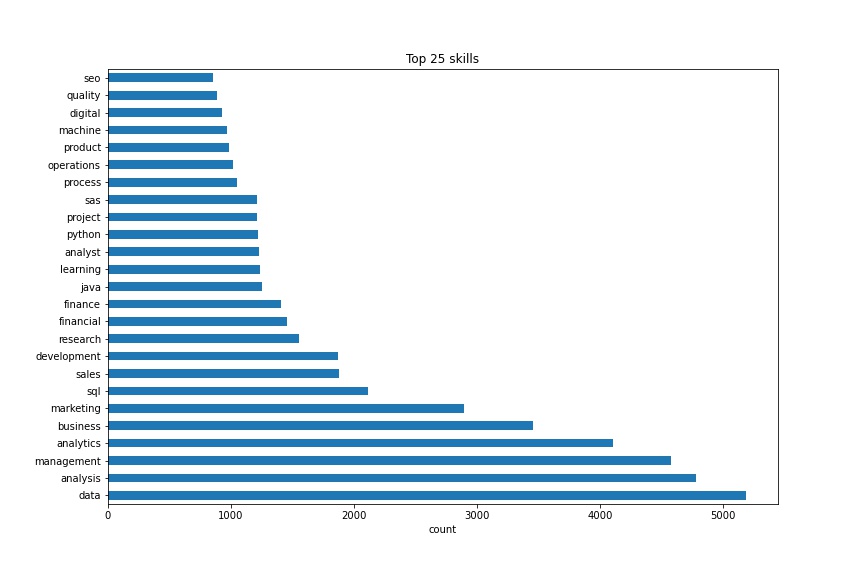 Top 25 skills
seo
quality
digital
machine
product
operations
process
sas
project
python
analyst
learning
java
finance
financial
research
development
sales
sql
marketing
business
analytics
management
analysis
data
0 1000 2000 3000 4000 5000
count